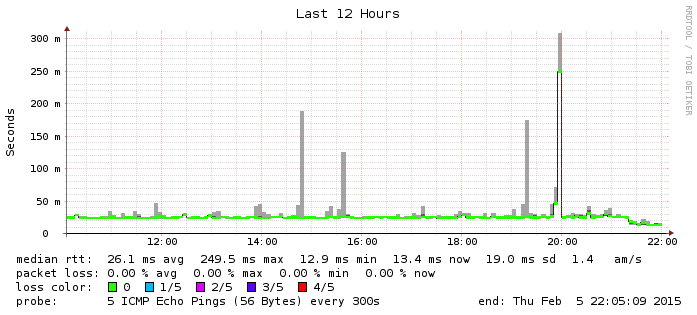 Last 12 Hours
RRDTOOL / TOBI OETIKER
Seconds
300 m
250 m
200 m
150 m
100 m
50 m
0
12:00 14:00 16:00 18:00 20:00 22:00
median rtt: 26.1 ms avg 249.5 ms max 12.9 ms min 13.4 ms now 19.0 ms sd 1.4 am/s
packet loss: 0.00 % avg 0.00 % max 0.00 % min 0.00 % now
loss color: 0 1/5 2/5 3/5 4/5
probe: 5 ICMP Echo Pings (56 Bytes) every 300s end: Thu Feb 5 22:05:09 2015